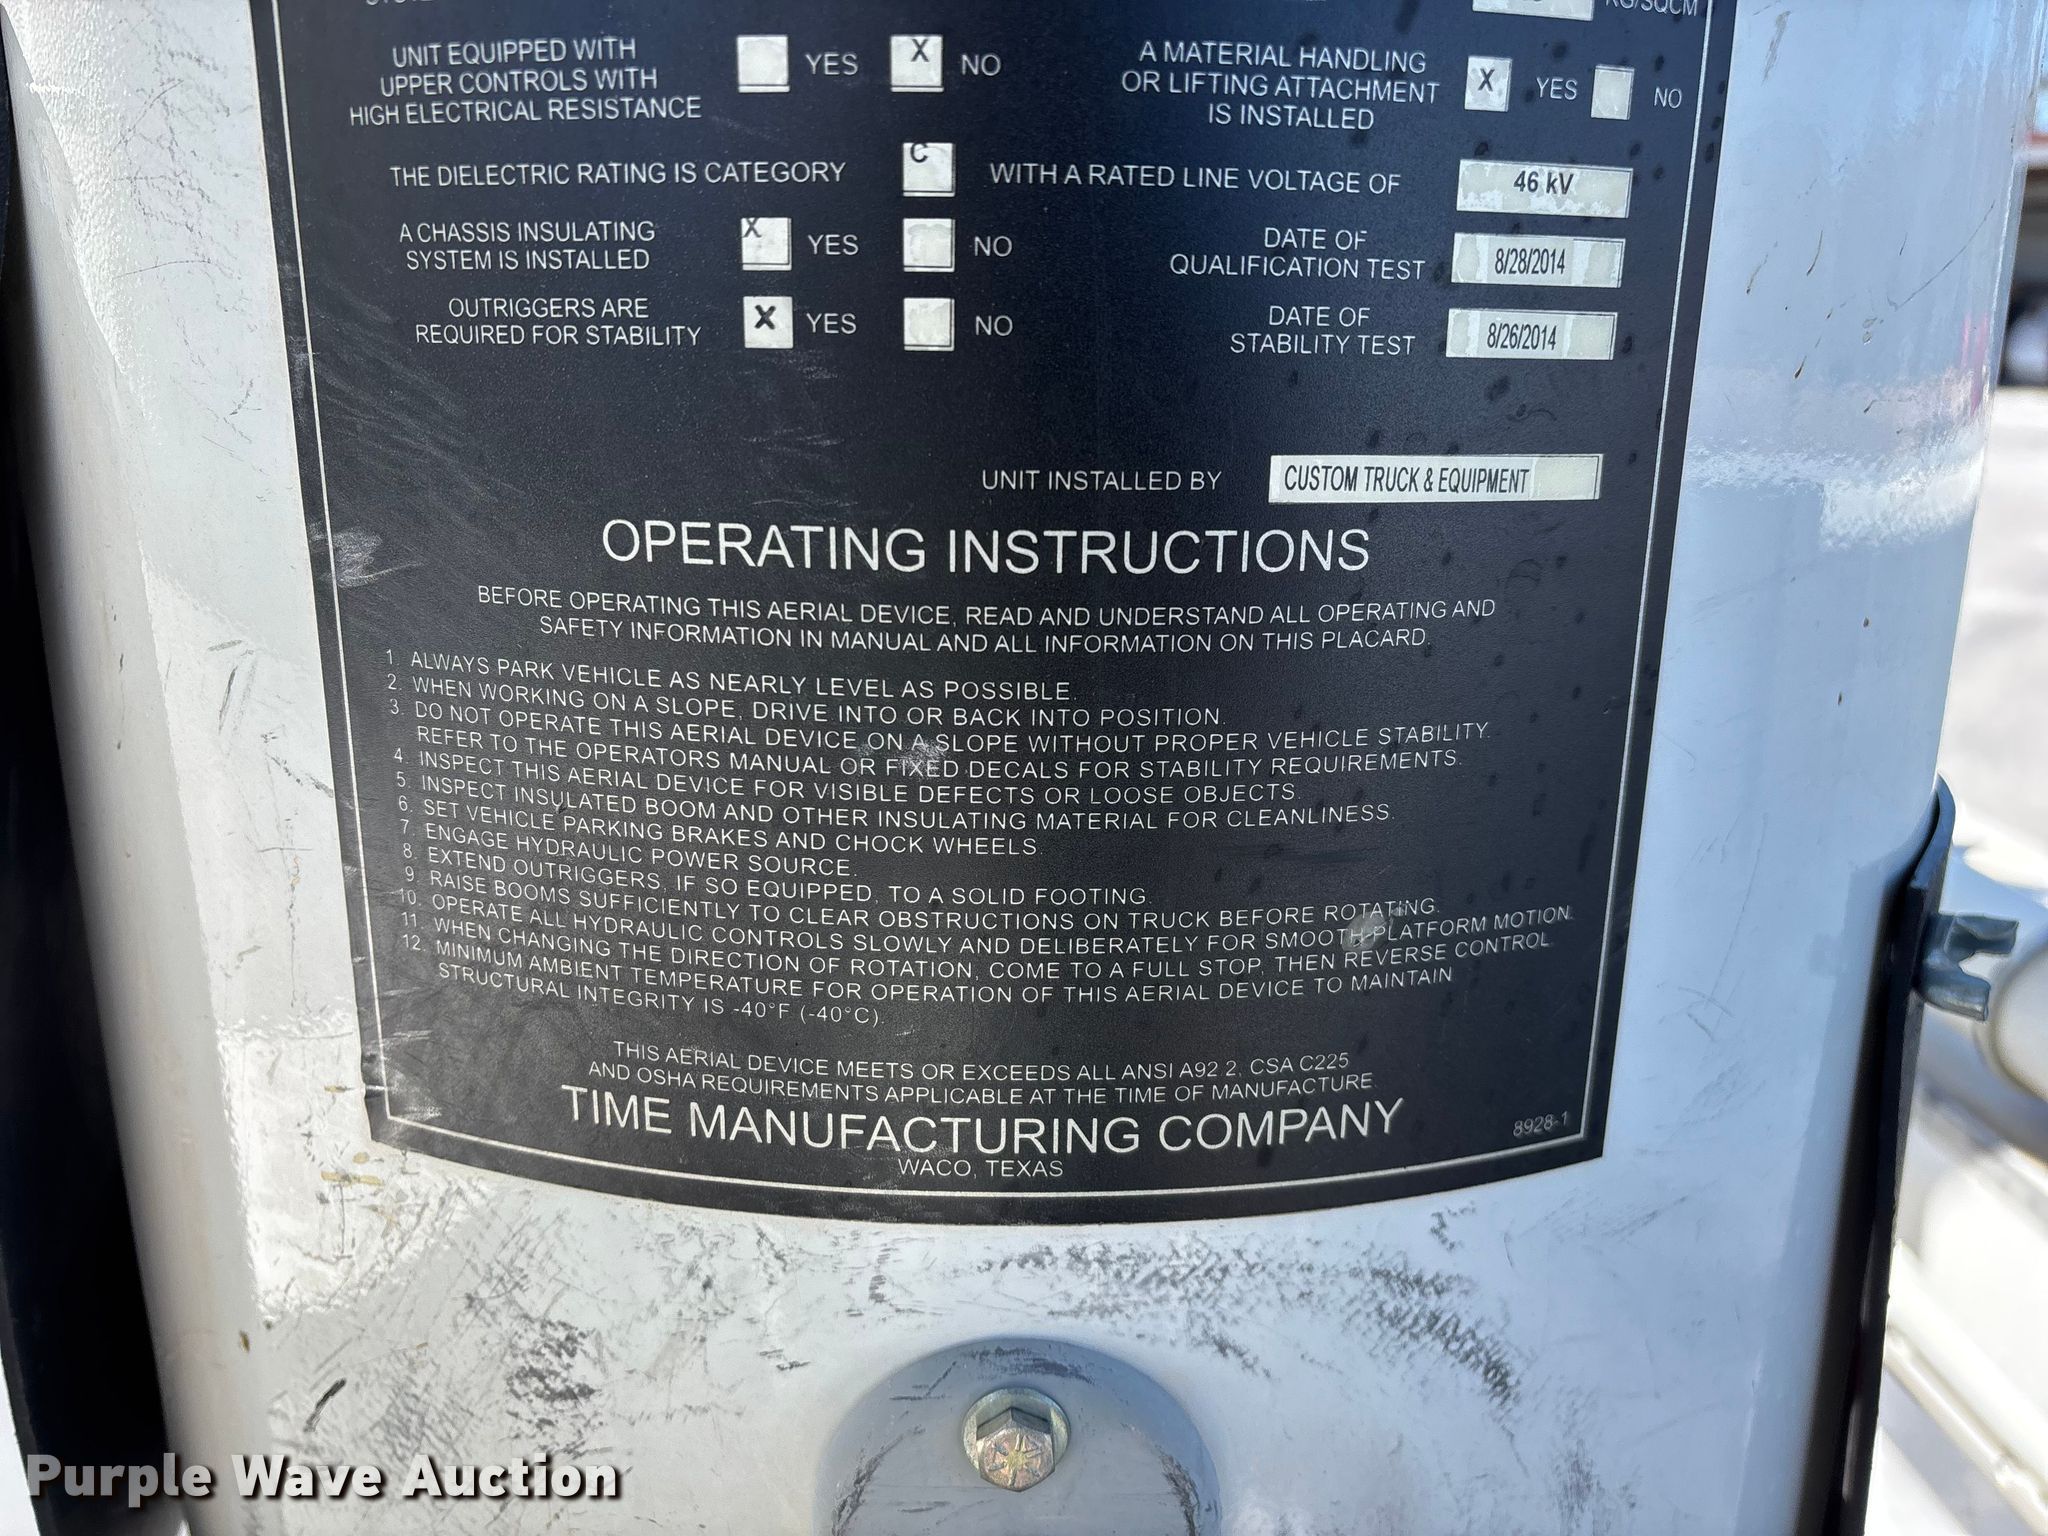 KG/SQCM
UNIT EQUIPPED WITH
UPPER CONTROLS WITH
HIGH ELECTRICAL RESISTANCE
YES
X NO
A MATERIAL HANDLING
OR LIFTING ATTACHMENT
IS INSTALLED
X YES
NO
THE DIELECTRIC RATING IS CATEGORY C WITH A RATED LINE VOLTAGE OF 46 kV
A CHASSIS INSULATING
SYSTEM IS INSTALLED
X YES
NO
DATE OF
QUALIFICATION TEST 8/28/2014
OUTRIGGERS ARE
REQUIRED FOR STABILITY
X YES
NO
DATE OF
STABILITY TEST 8/26/2014
UNIT INSTALLED BY CUSTOM TRUCK & EQUIPMENT
OPERATING INSTRUCTIONS
BEFORE OPERATING THIS AERIAL DEVICE, READ AND UNDERSTAND ALL OPERATING AND
SAFETY INFORMATION IN MANUAL AND ALL INFORMATION ON THIS PLACARD.
1. ALWAYS PARK VEHICLE AS NEARLY LEVEL AS POSSIBLE.
2. WHEN WORKING ON A SLOPE, DRIVE INTO OR BACK INTO POSITION.
3. DO NOT OPERATE THIS AERIAL DEVICE ON A SLOPE WITHOUT PROPER VEHICLE STABILITY.
REFER TO THE OPERATORS MANUAL OR FIXED DECALS FOR STABILITY REQUIREMENTS.
4. INSPECT THIS AERIAL DEVICE FOR VISIBLE DEFECTS OR LOOSE OBJECTS.
5. INSPECT INSULATED BOOM AND OTHER INSULATING MATERIAL FOR CLEANLINESS.
6. SET VEHICLE PARKING BRAKES AND CHOCK WHEELS.
7. ENGAGE HYDRAULIC POWER SOURCE.
8. EXTEND OUTRIGGERS, IF SO EQUIPPED, TO A SOLID FOOTING.
9. RAISE BOOMS SUFFICIENTLY TO CLEAR OBSTRUCTIONS ON TRUCK BEFORE ROTATING.
10. OPERATE ALL HYDRAULIC CONTROLS SLOWLY AND DELIBERATELY FOR SMOOTH PLATFORM MOTION.
11. WHEN CHANGING THE DIRECTION OF ROTATION, COME TO A FULL STOP, THEN REVERSE CONTROL.
12. MINIMUM AMBIENT TEMPERATURE FOR OPERATION OF THIS AERIAL DEVICE TO MAINTAIN
STRUCTURAL INTEGRITY IS -40°F (-40°C).
THIS AERIAL DEVICE MEETS OR EXCEEDS ALL ANSI A92.2, CSA C225
AND OSHA REQUIREMENTS APPLICABLE AT THE TIME OF MANUFACTURE.
TIME MANUFACTURING COMPANY
WACO, TEXAS
8928-1
Purple Wave Auction